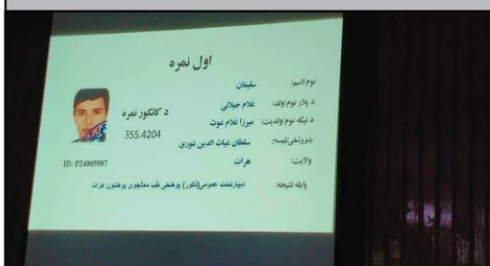 اول نمره
نوم/اسم: سلیمان
د پلار نوم/ولد: غلام جیلانی
د نیکه نوم/ولدیت: میرزا غلام غوث
ښوونځی/لیسه: سلطان غیاث الدین غوری
ولایت: هرات
پایله/نتیجه: دیپارتمنت عمومی(کور) پوهنځی طب معالجوی پوهنتون هرات
د کانکور نمره
355.4204
ID: P24005987